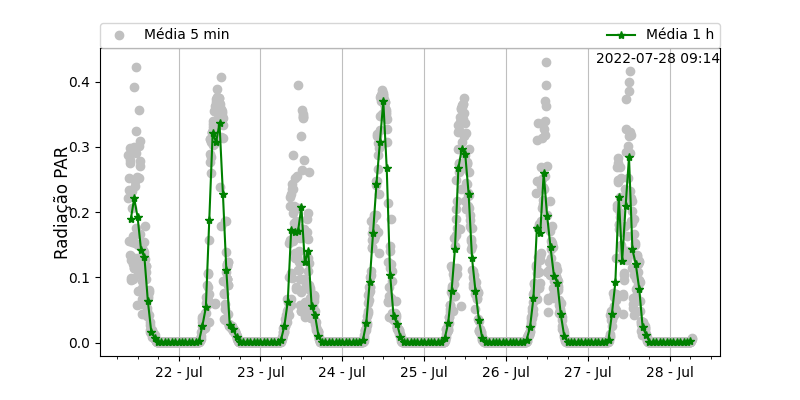 Média 5 min Média 1 h
2022-07-28 09:14
Radiação PAR
0.4
0.3
0.2
0.1
0.0
22 - Jul 23 - Jul 24 - Jul 25 - Jul 26 - Jul 27 - Jul 28 - Jul